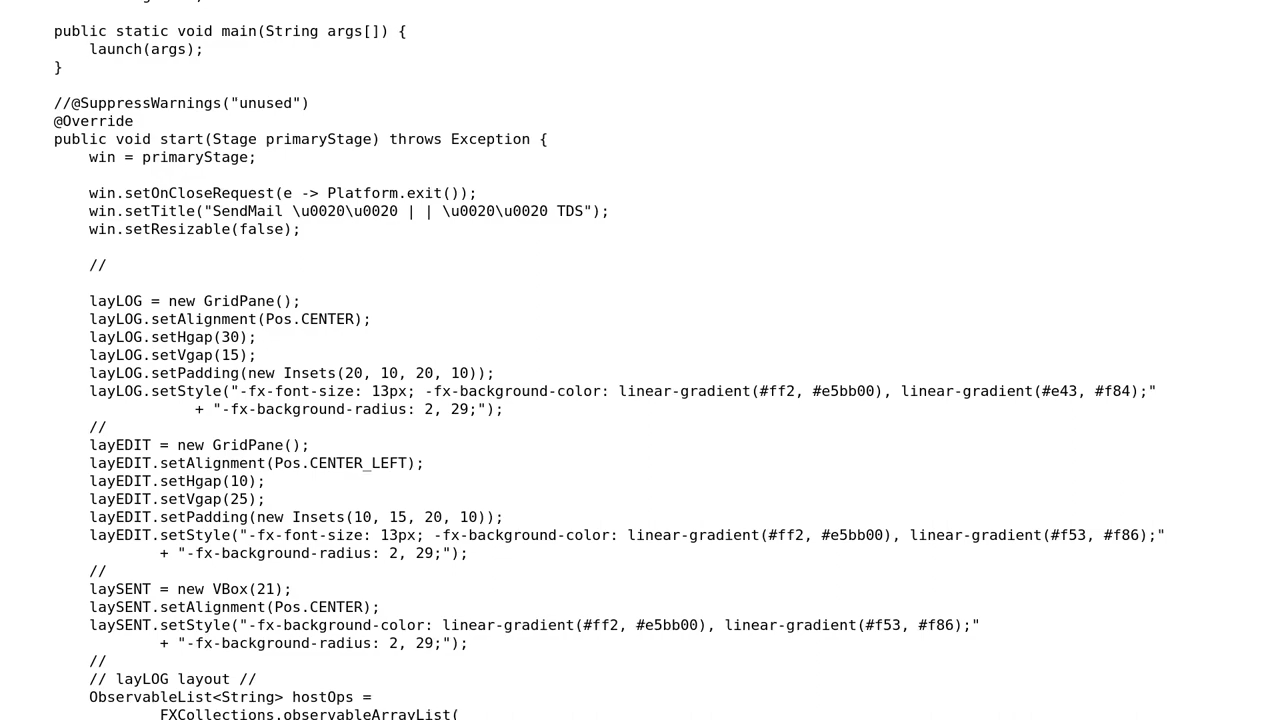 public static void main(String args[]) {
launch(args);
}
//@SuppressWarnings("unused")
@Override
public void start(Stage primaryStage) throws Exception {
win = primaryStage;
win.setOnCloseRequest(e -> Platform.exit());
win.setTitle("SendMail \u0020\u0020 | | \u0020\u0020 TDS");
win.setResizable(false);
//
layLOG = new GridPane();
layLOG.setAlignment(Pos.CENTER);
layLOG.setHgap(30);
layLOG.setVgap(15);
layLOG.setPadding(new Insets(20, 10, 20, 10));
layLOG.setStyle("-fx-font-size: 13px; -fx-background-color: linear-gradient(#ff2, #e5bb00), linear-gradient(#e43, #f84);"
+ "-fx-background-radius: 2, 29;");
//
layEDIT = new GridPane();
layEDIT.setAlignment(Pos.CENTER_LEFT);
layEDIT.setHgap(10);
layEDIT.setVgap(25);
layEDIT.setPadding(new Insets(10, 15, 20, 10));
layEDIT.setStyle("-fx-font-size: 13px; -fx-background-color: linear-gradient(#ff2, #e5bb00), linear-gradient(#f53, #f86);"
+ "-fx-background-radius: 2, 29;");
//
laySENT = new VBox(21);
laySENT.setAlignment(Pos.CENTER);
laySENT.setStyle("-fx-background-color: linear-gradient(#ff2, #e5bb00), linear-gradient(#f53, #f86);"
+ "-fx-background-radius: 2, 29;");
//
// layLOG layout //
ObservableList<String> hostOps =
FXCollections.observableArrayList(